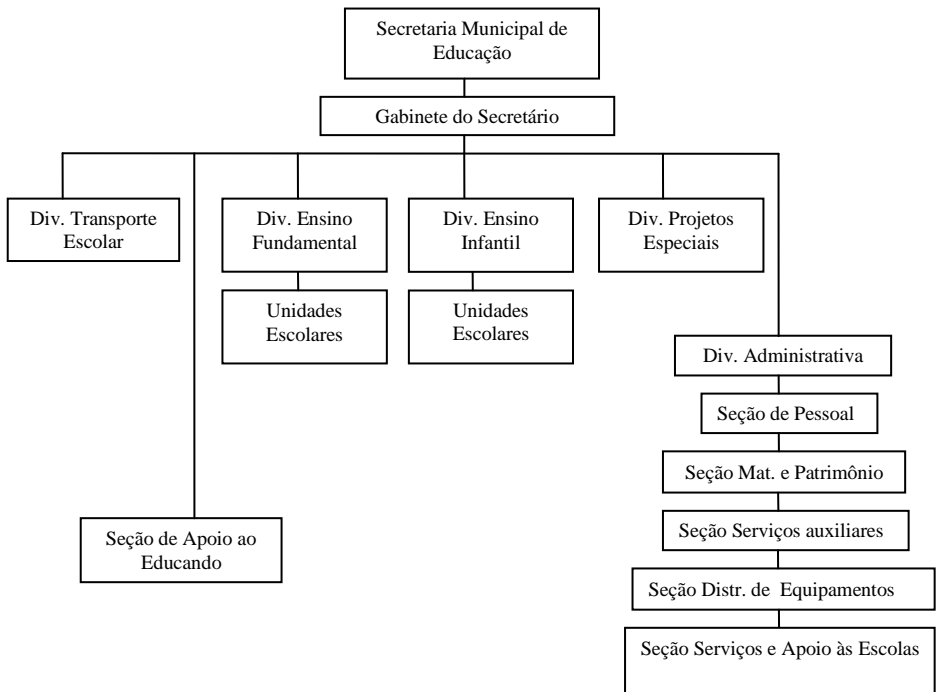 Secretaria Municipal de
Educação
Gabinete do Secretário
Div. Transporte
Escolar
Div. Ensino
Fundamental
Div. Ensino
Infantil
Div. Projetos
Especiais
Unidades
Escolares
Unidades
Escolares
Div. Administrativa
Seção de Pessoal
Seção Mat. e Patrimônio
Seção de Apoio ao
Educando
Seção Serviços auxiliares
Seção Distr. de Equipamentos
Seção Serviços e Apoio às Escolas